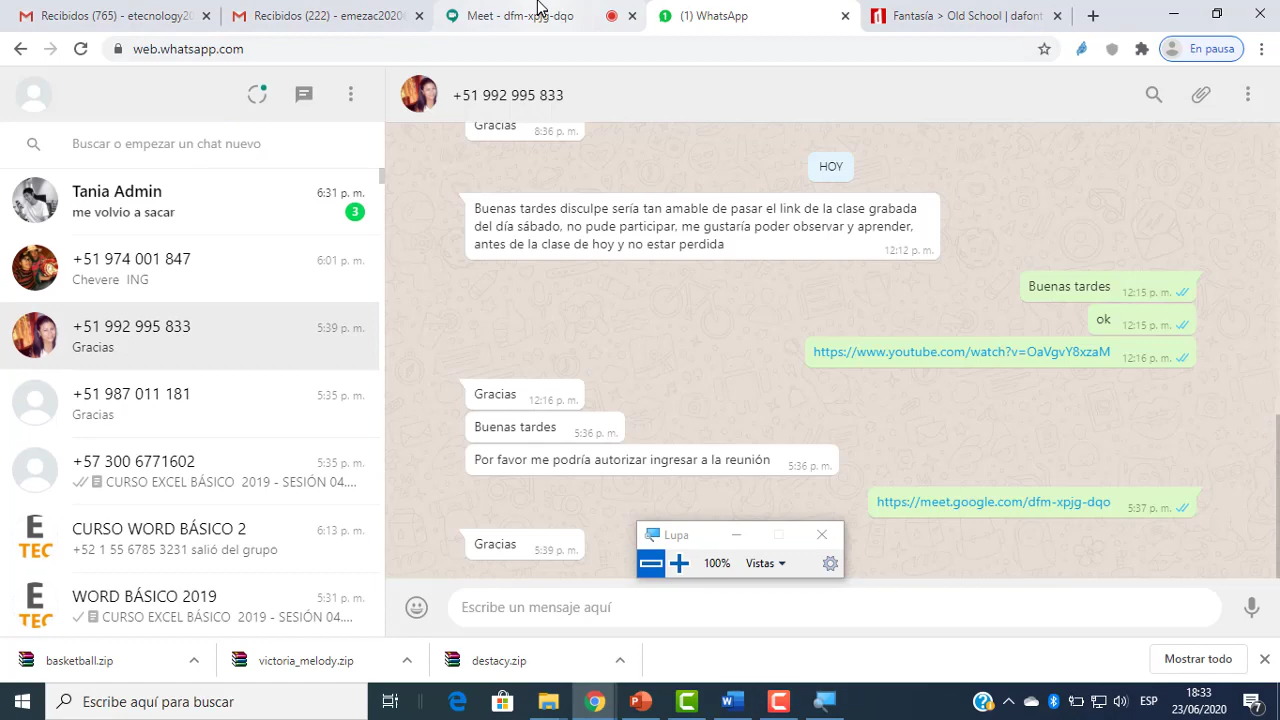 Recibidos (765) - etecnology.
Recibidos (222) - emezac2020
Meet - dfm-xpjg-dqo
(1) WhatsApp
Fantasía > Old School | dafont
web.whatsapp.com
En pausa
+51 992 995 833
Buscar o empezar un chat nuevo
Tania Admin
6:31 p. m.
me volvio a sacar
3
+51 974 001 847
6:01 p. m.
Chevere ING
+51 992 995 833
5:39 p. m.
Gracias
+51 987 011 181
5:35 p. m.
Gracias
+57 300 6771602
5:35 p. m.
CURSO EXCEL BÁSICO 2019 - SESIÓN 04....
E TEC
CURSO WORD BÁSICO 2
6:13 p. m.
+52 1 55 6785 3231 salió del grupo
E TEC
WORD BÁSICO 2019
5:31 p. m.
CURSO EXCEL BÁSICO 2019 - SESIÓN 04....
Gracias
8:36 p. m.
HOY
Buenas tardes disculpe sería tan amable de pasar el link de la clase grabada
del día sábado, no pude participar, me gustaría poder observar y aprender,
antes de la clase de hoy y no estar perdida
12:12 p. m.
Buenas tardes 12:15 p. m.
ok 12:15 p. m.
https://www.youtube.com/watch?v=OaVgvY8xzaM 12:16 p. m.
Gracias 12:16 p. m.
Buenas tardes 5:36 p. m.
Por favor me podría autorizar ingresar a la reunión 5:36 p. m.
https://meet.google.com/dfm-xpjg-dqo 5:37 p. m.
Gracias 5:39 p. m.
Lupa
100%
Vistas
Escribe un mensaje aquí
basketball.zip
victoria_melody.zip
destacy.zip
Mostrar todo
Escribe aquí para buscar
ESP
18:33
23/06/2020
7